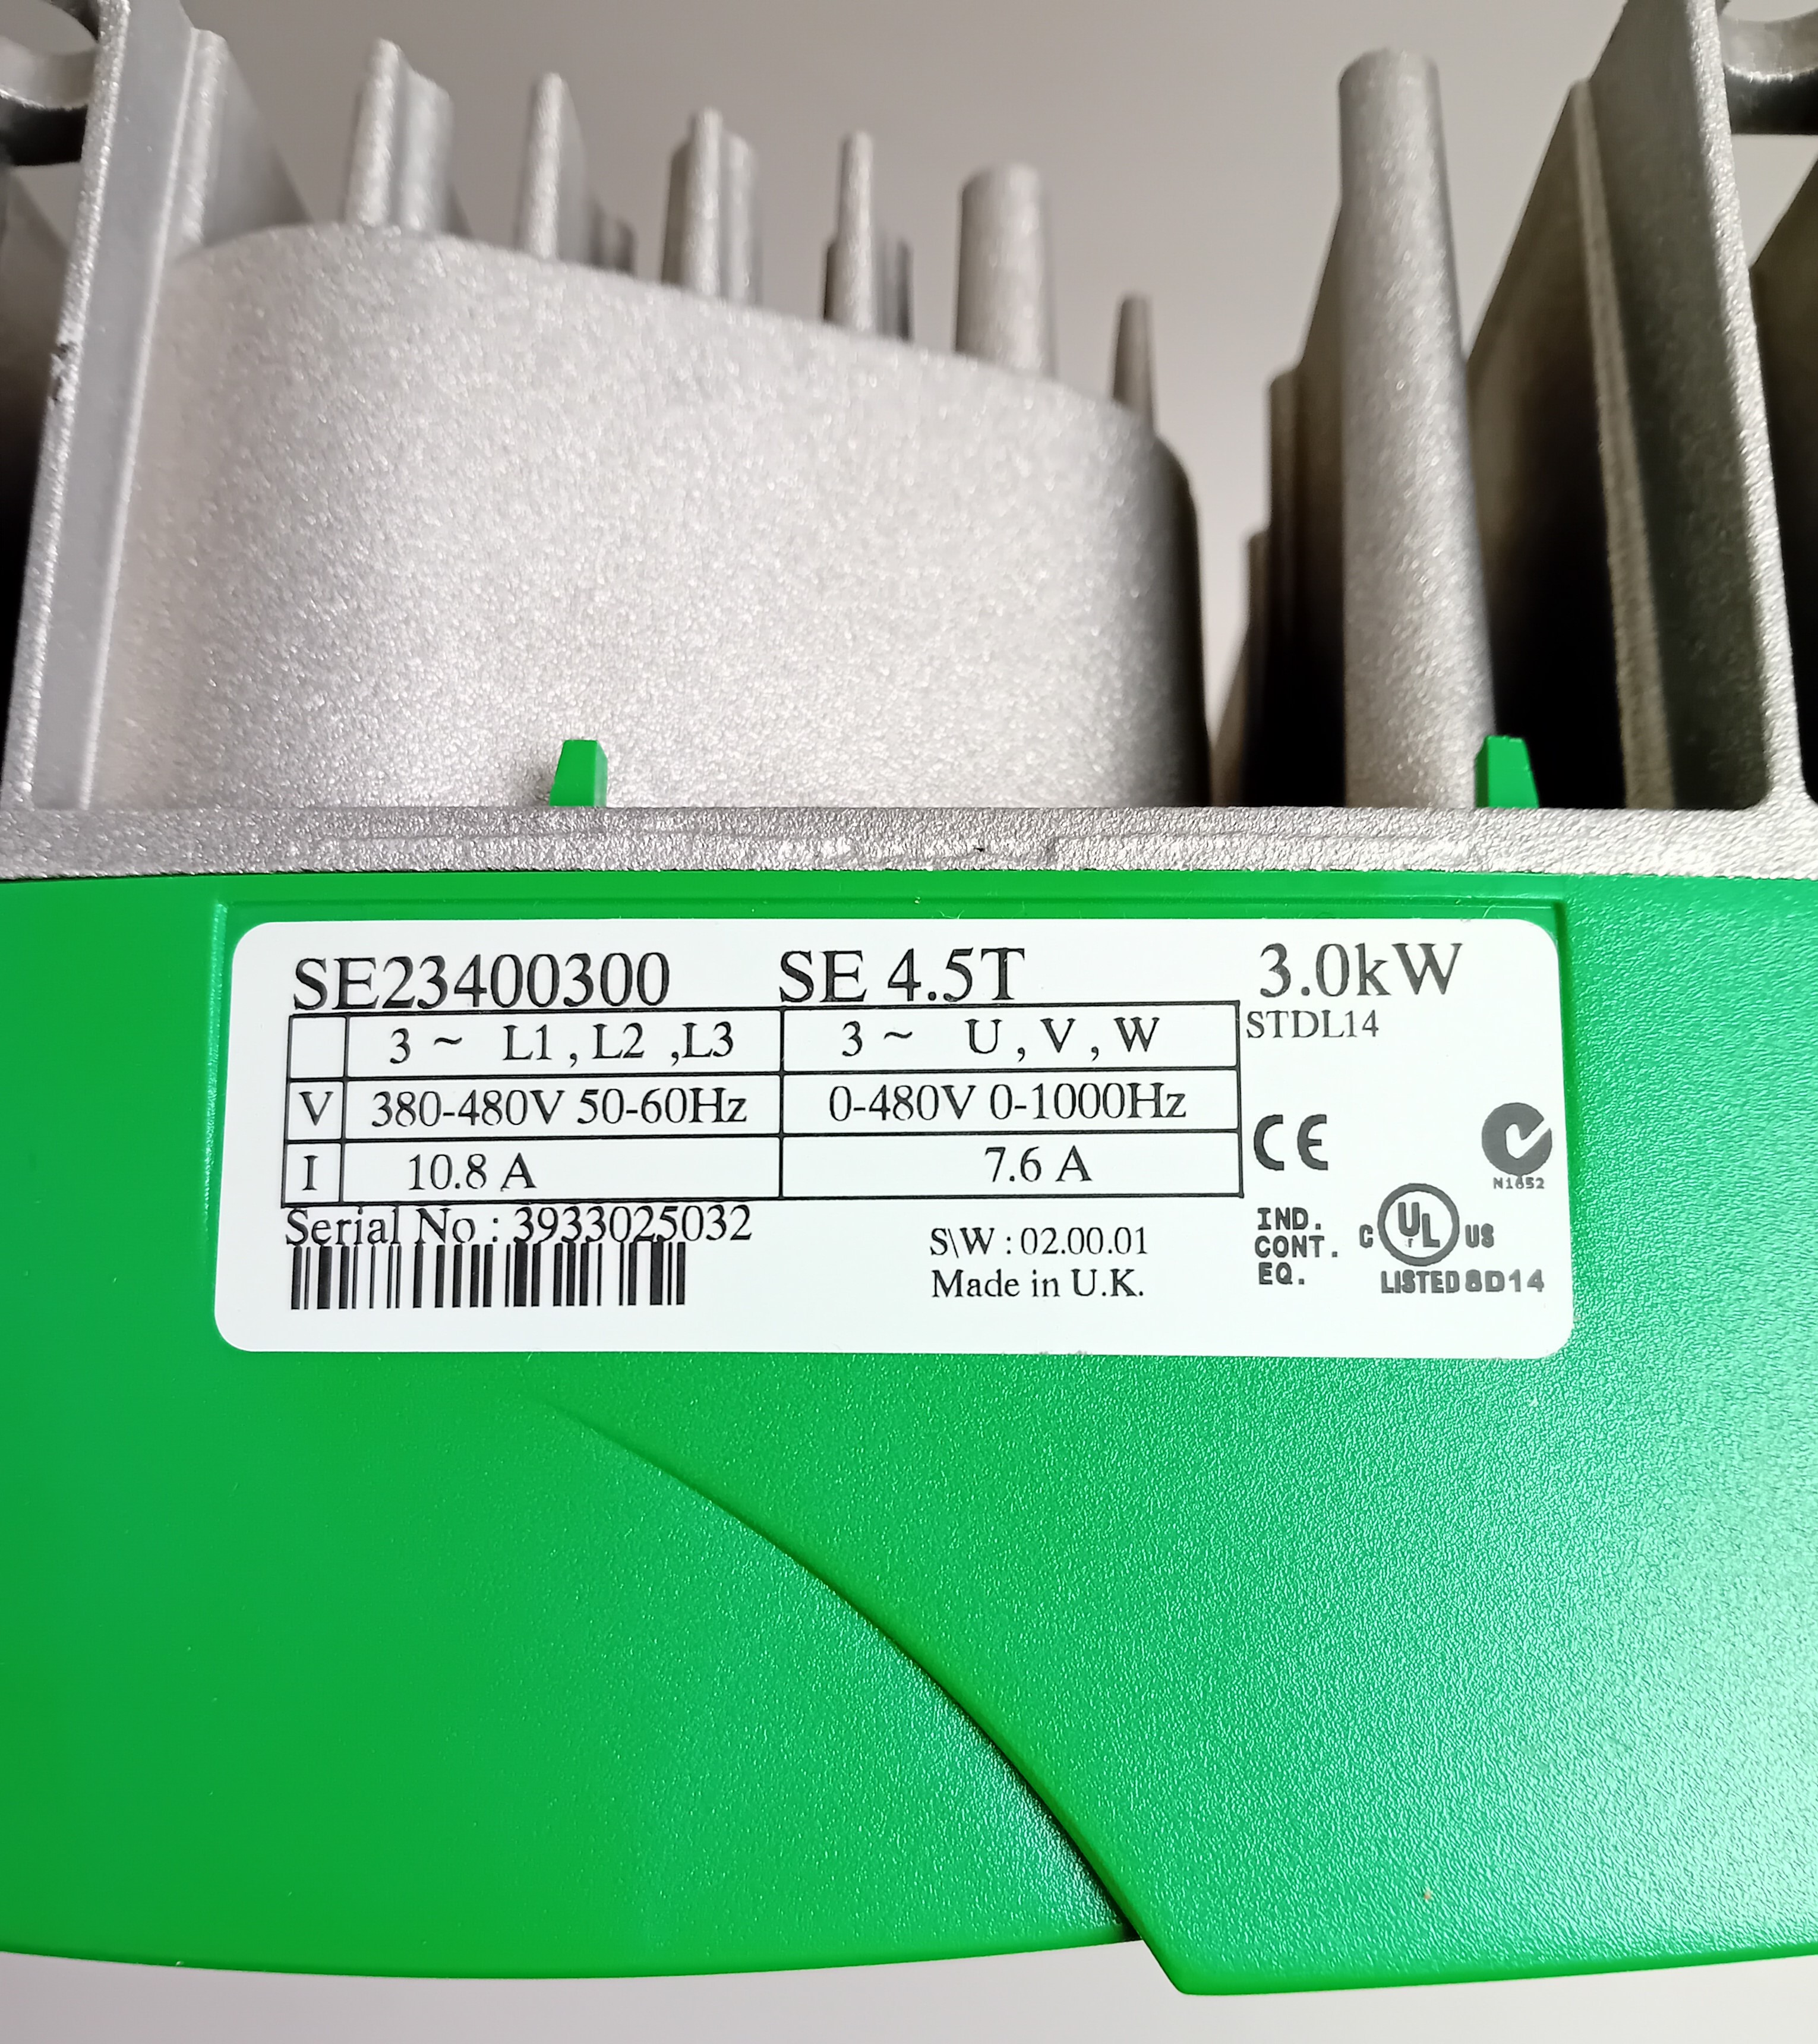 SE23400300 SE 4.5T 3.0kW
3 ~ L1 , L2 ,L3 3 ~ U , V , W STDL14
V 380-480V 50-60Hz 0-480V 0-1000Hz
I 10.8 A 7.6 A
CE
N1652
Serial No : 3933025032
S\W : 02.00.01
Made in U.K.
IND.
CONT.
EQ.
C UL US
LISTED 8D14